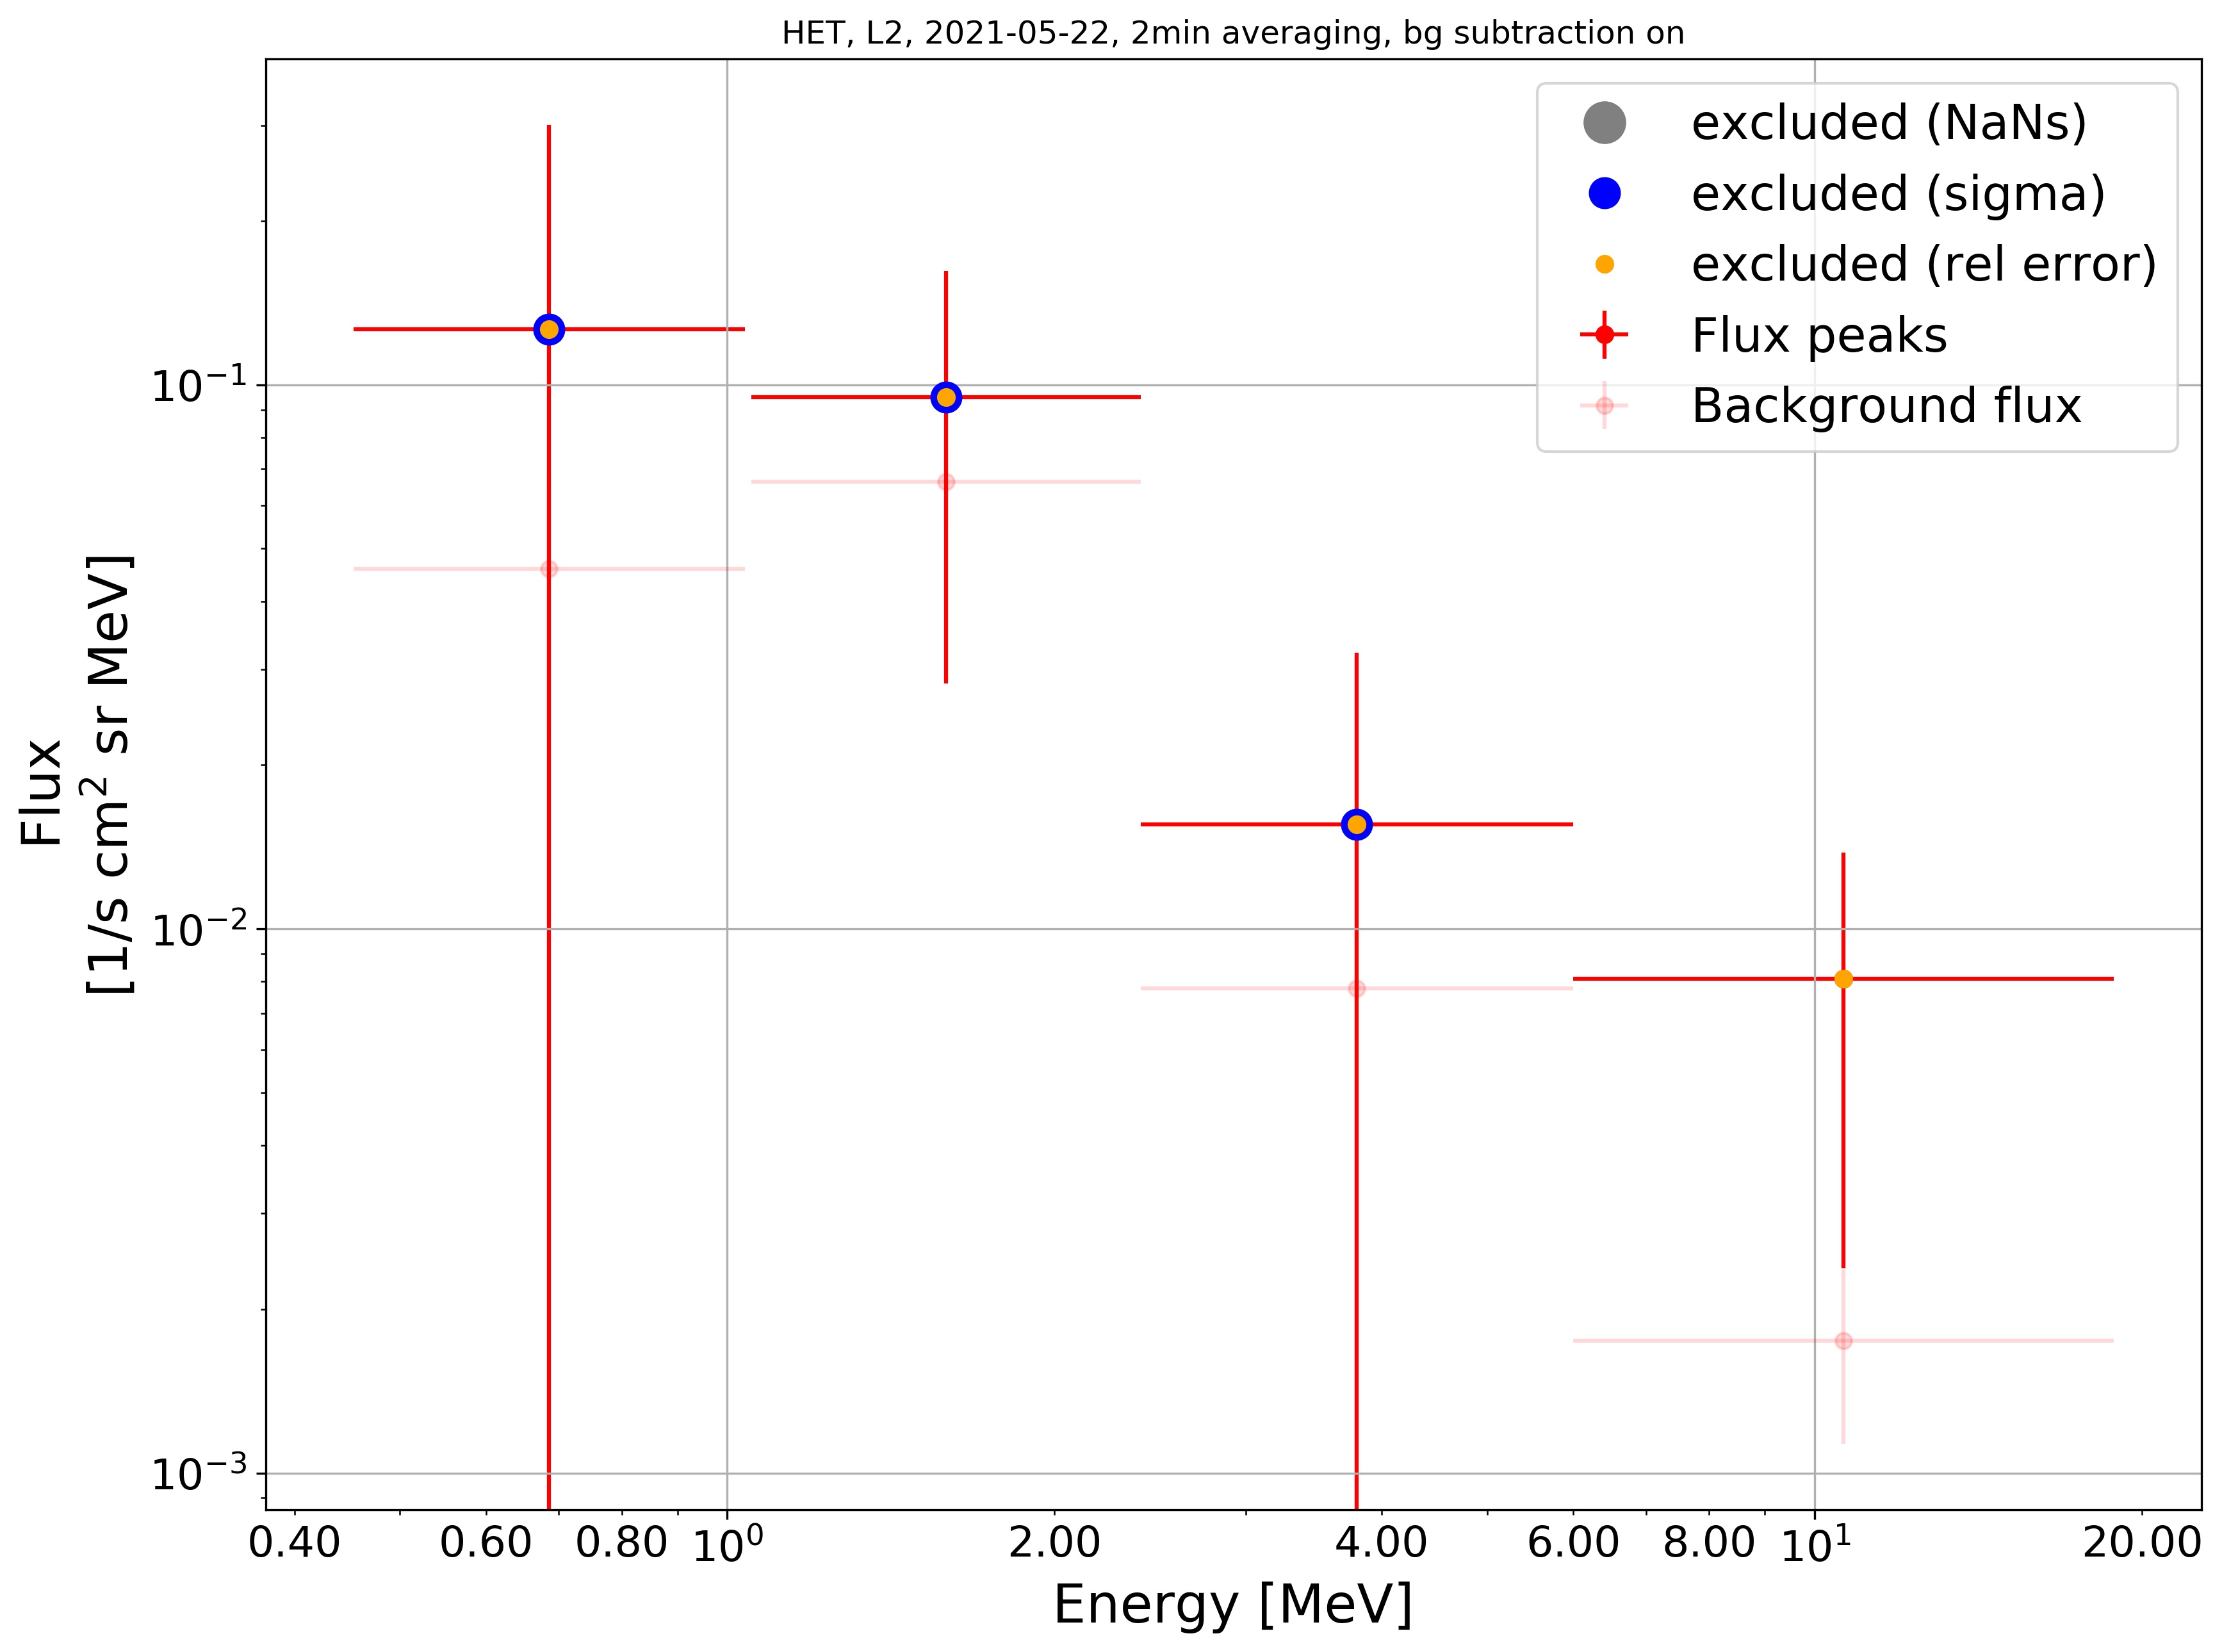 HET, L2, 2021-05-22, 2min averaging, bg subtraction on
excluded (NaNs)
excluded (sigma)
excluded (rel error)
Flux peaks
Background flux
Flux
[1/s cm² sr MeV]
10⁻¹
10⁻²
10⁻³
0.40 0.60 0.80 10⁰ 2.00 4.00 6.00 8.00 10¹ 20.00
Energy [MeV]